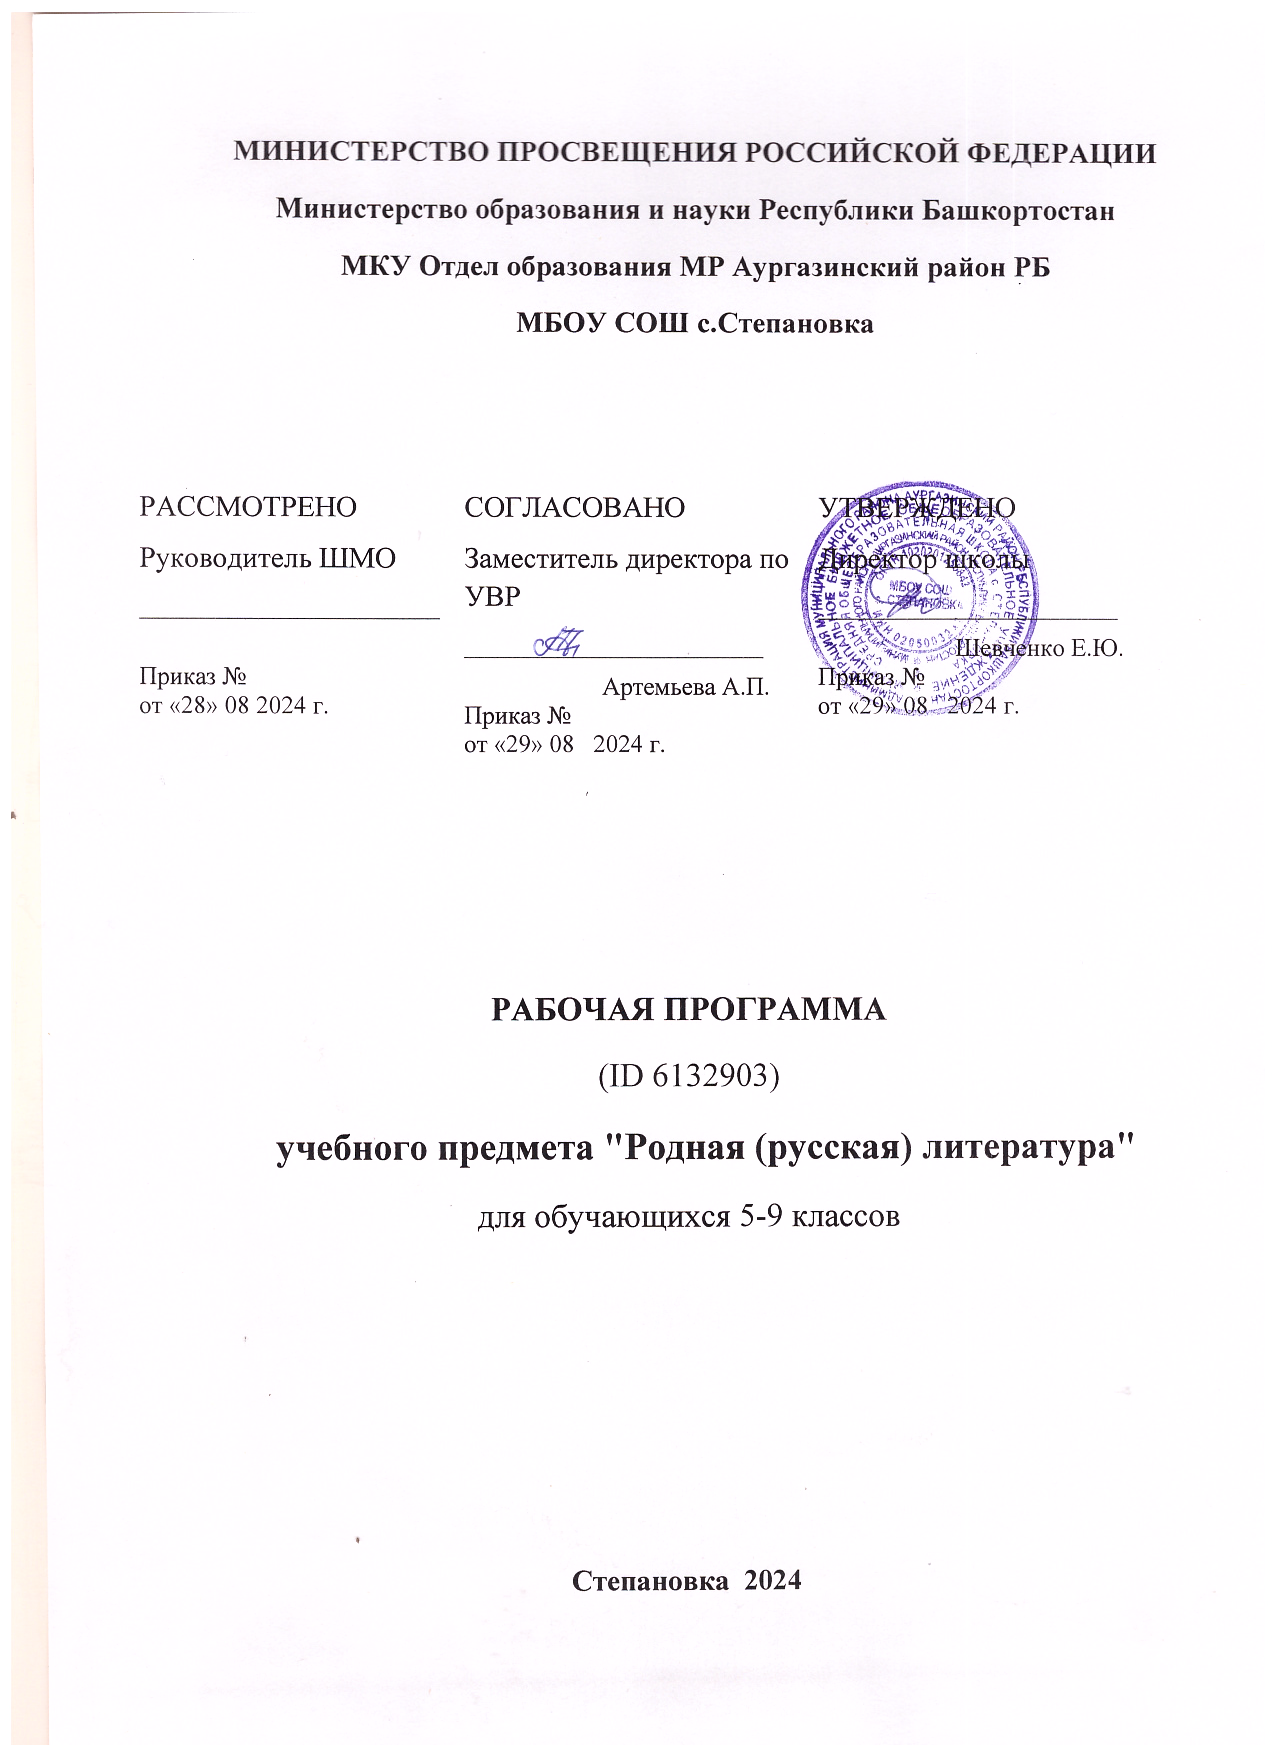 МИНИСТЕРСТВО ПРОСВЕЩЕНИЯ РОССИЙСКОЙ ФЕДЕРАЦИИ
Министерство образования и науки Республики Башкортостан
МКУ Отдел образования МР Аургазинский район РБ
МБОУ СОШ с.Степановка
РАССМОТРЕНО
Руководитель ШМО
Приказ №
от «28» 08 2024 г.
СОГЛАСОВАНО
Заместитель директора по
УВР
Артемьева А.П.
Приказ №
от «29» 08 2024 г.
УТВЕРЖДЕНО
Директор школы
МБОУ СОШ
Шевченко Е.Ю.
Приказ №
от «29» 08 2024 г.
РАБОЧАЯ ПРОГРАММА
(ID 6132903)
учебного предмета "Родная (русская) литература"
для обучающихся 5-9 классов
Степановка 2024